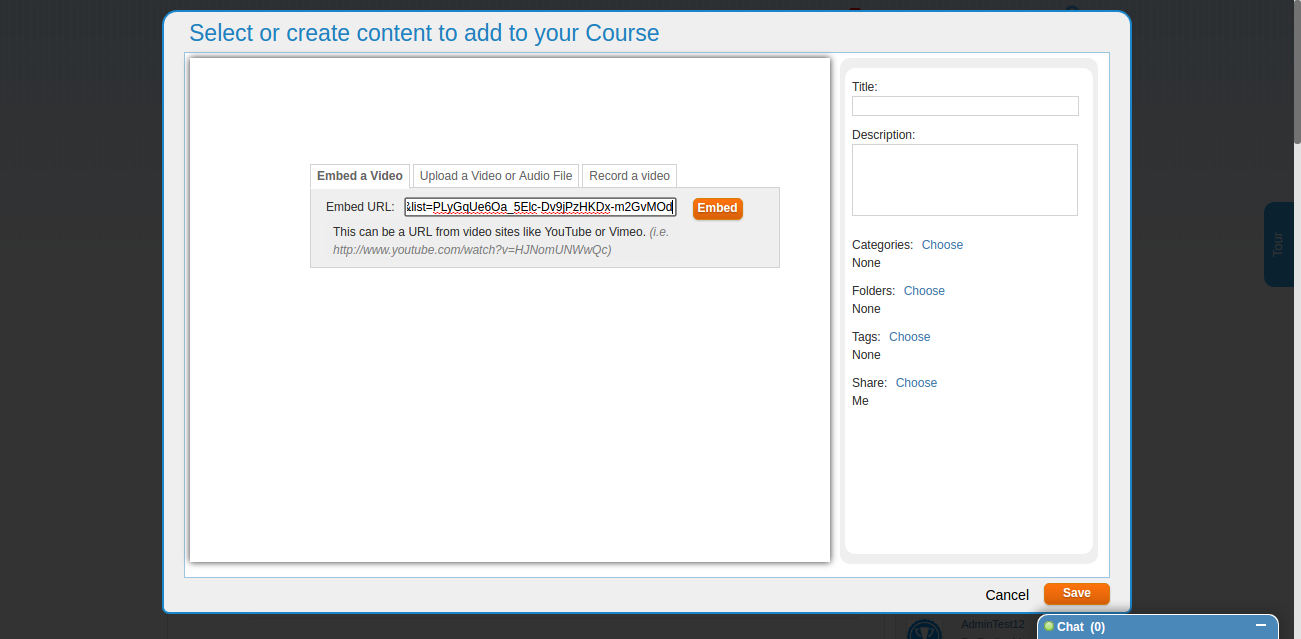 Select or create content to add to your Course
Embed a Video
Upload a Video or Audio File
Record a video
Embed URL:
&list=PLyGqUe6Oa_5Elc-Dv9jPzHKDx-m2GvMOd
Embed
This can be a URL from video sites like YouTube or Vimeo. (i.e.
http://www.youtube.com/watch?v=HJNomUNWwQc)
Title:
Description:
Categories: Choose
None
Folders: Choose
None
Tags: Choose
None
Share: Choose
Me
Cancel
Save
Tour
AdminTest12
Chat (0)